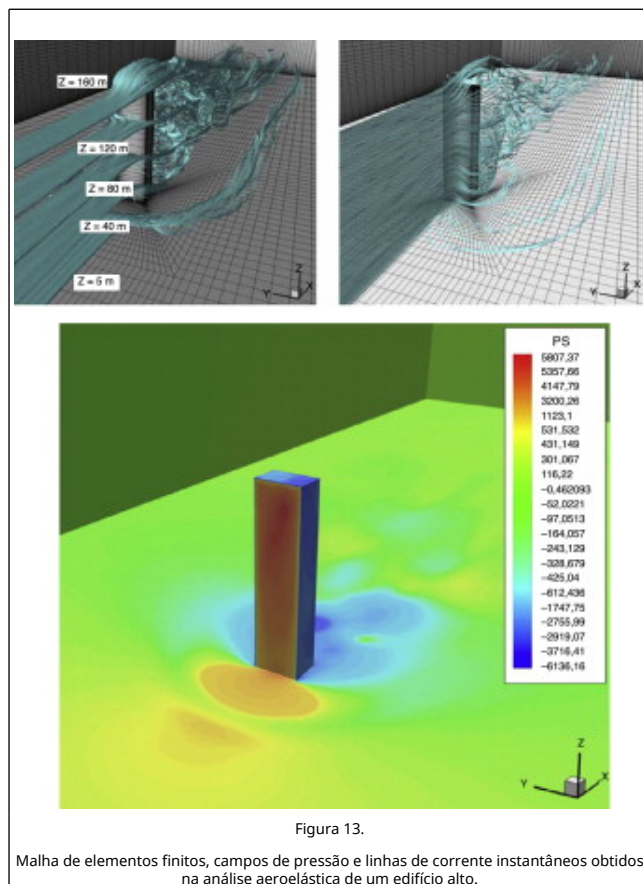 Z = 160 m
Z = 120 m
Z = 80 m
Z = 40 m
Z = 5 m
Z
Y
X
Z
Y
X
PS
5807,37
5357,66
4147,79
3200,26
1123,1
531,532
431,149
301,067
116,22
-0,462093
-52,0221
-97,0513
-164,057
-243,129
-328,679
-425,04
-612,436
-1747,75
-2755,99
-2919,07
-3716,41
-6136,16
Z
Y
X
Figura 13.
Malha de elementos finitos, campos de pressão e linhas de corrente instantâneos obtidos
na análise aeroelástica de um edifício alto.